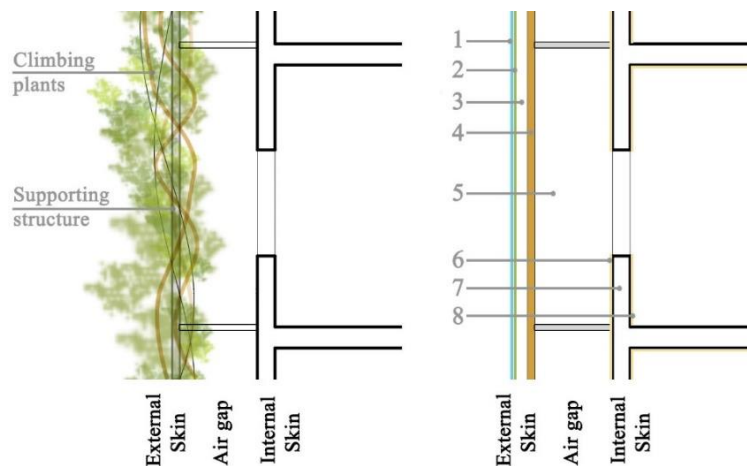 Climbing
plants
Supporting
structure
External
Skin
Air gap
Internal
Skin
1
2
3
4
5
6
7
8
External
Skin
Air gap
Internal
Skin